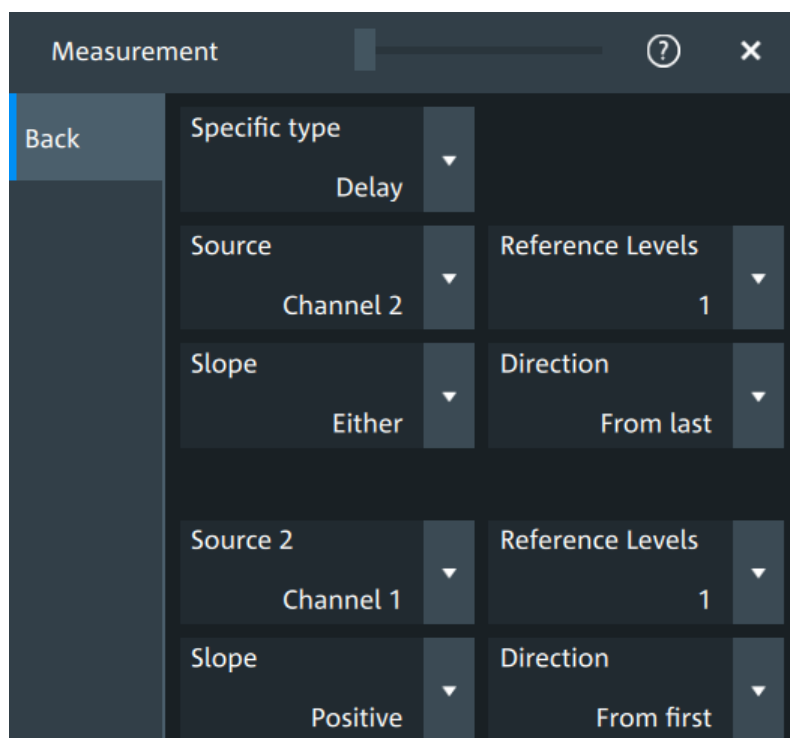 Measurement
?
Back
Specific type
Delay
Source
Channel 2
Reference Levels
1
Slope
Either
Direction
From last
Source 2
Channel 1
Reference Levels
1
Slope
Positive
Direction
From first